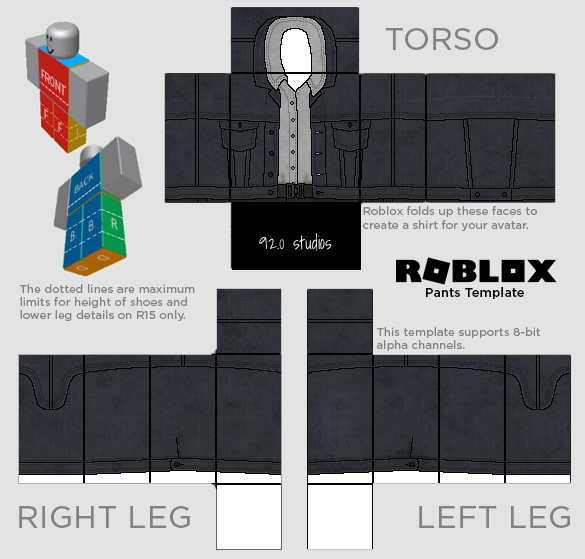 TORSO
FRONT
F F L
BACK
B B R
Roblox folds up these faces to
create a shirt for your avatar.
92.0 studios
ROBLOX
Pants Template
The dotted lines are maximum
limits for height of shoes and
lower leg details on R15 only.
This template supports 8-bit
alpha channels.
RIGHT LEG
LEFT LEG